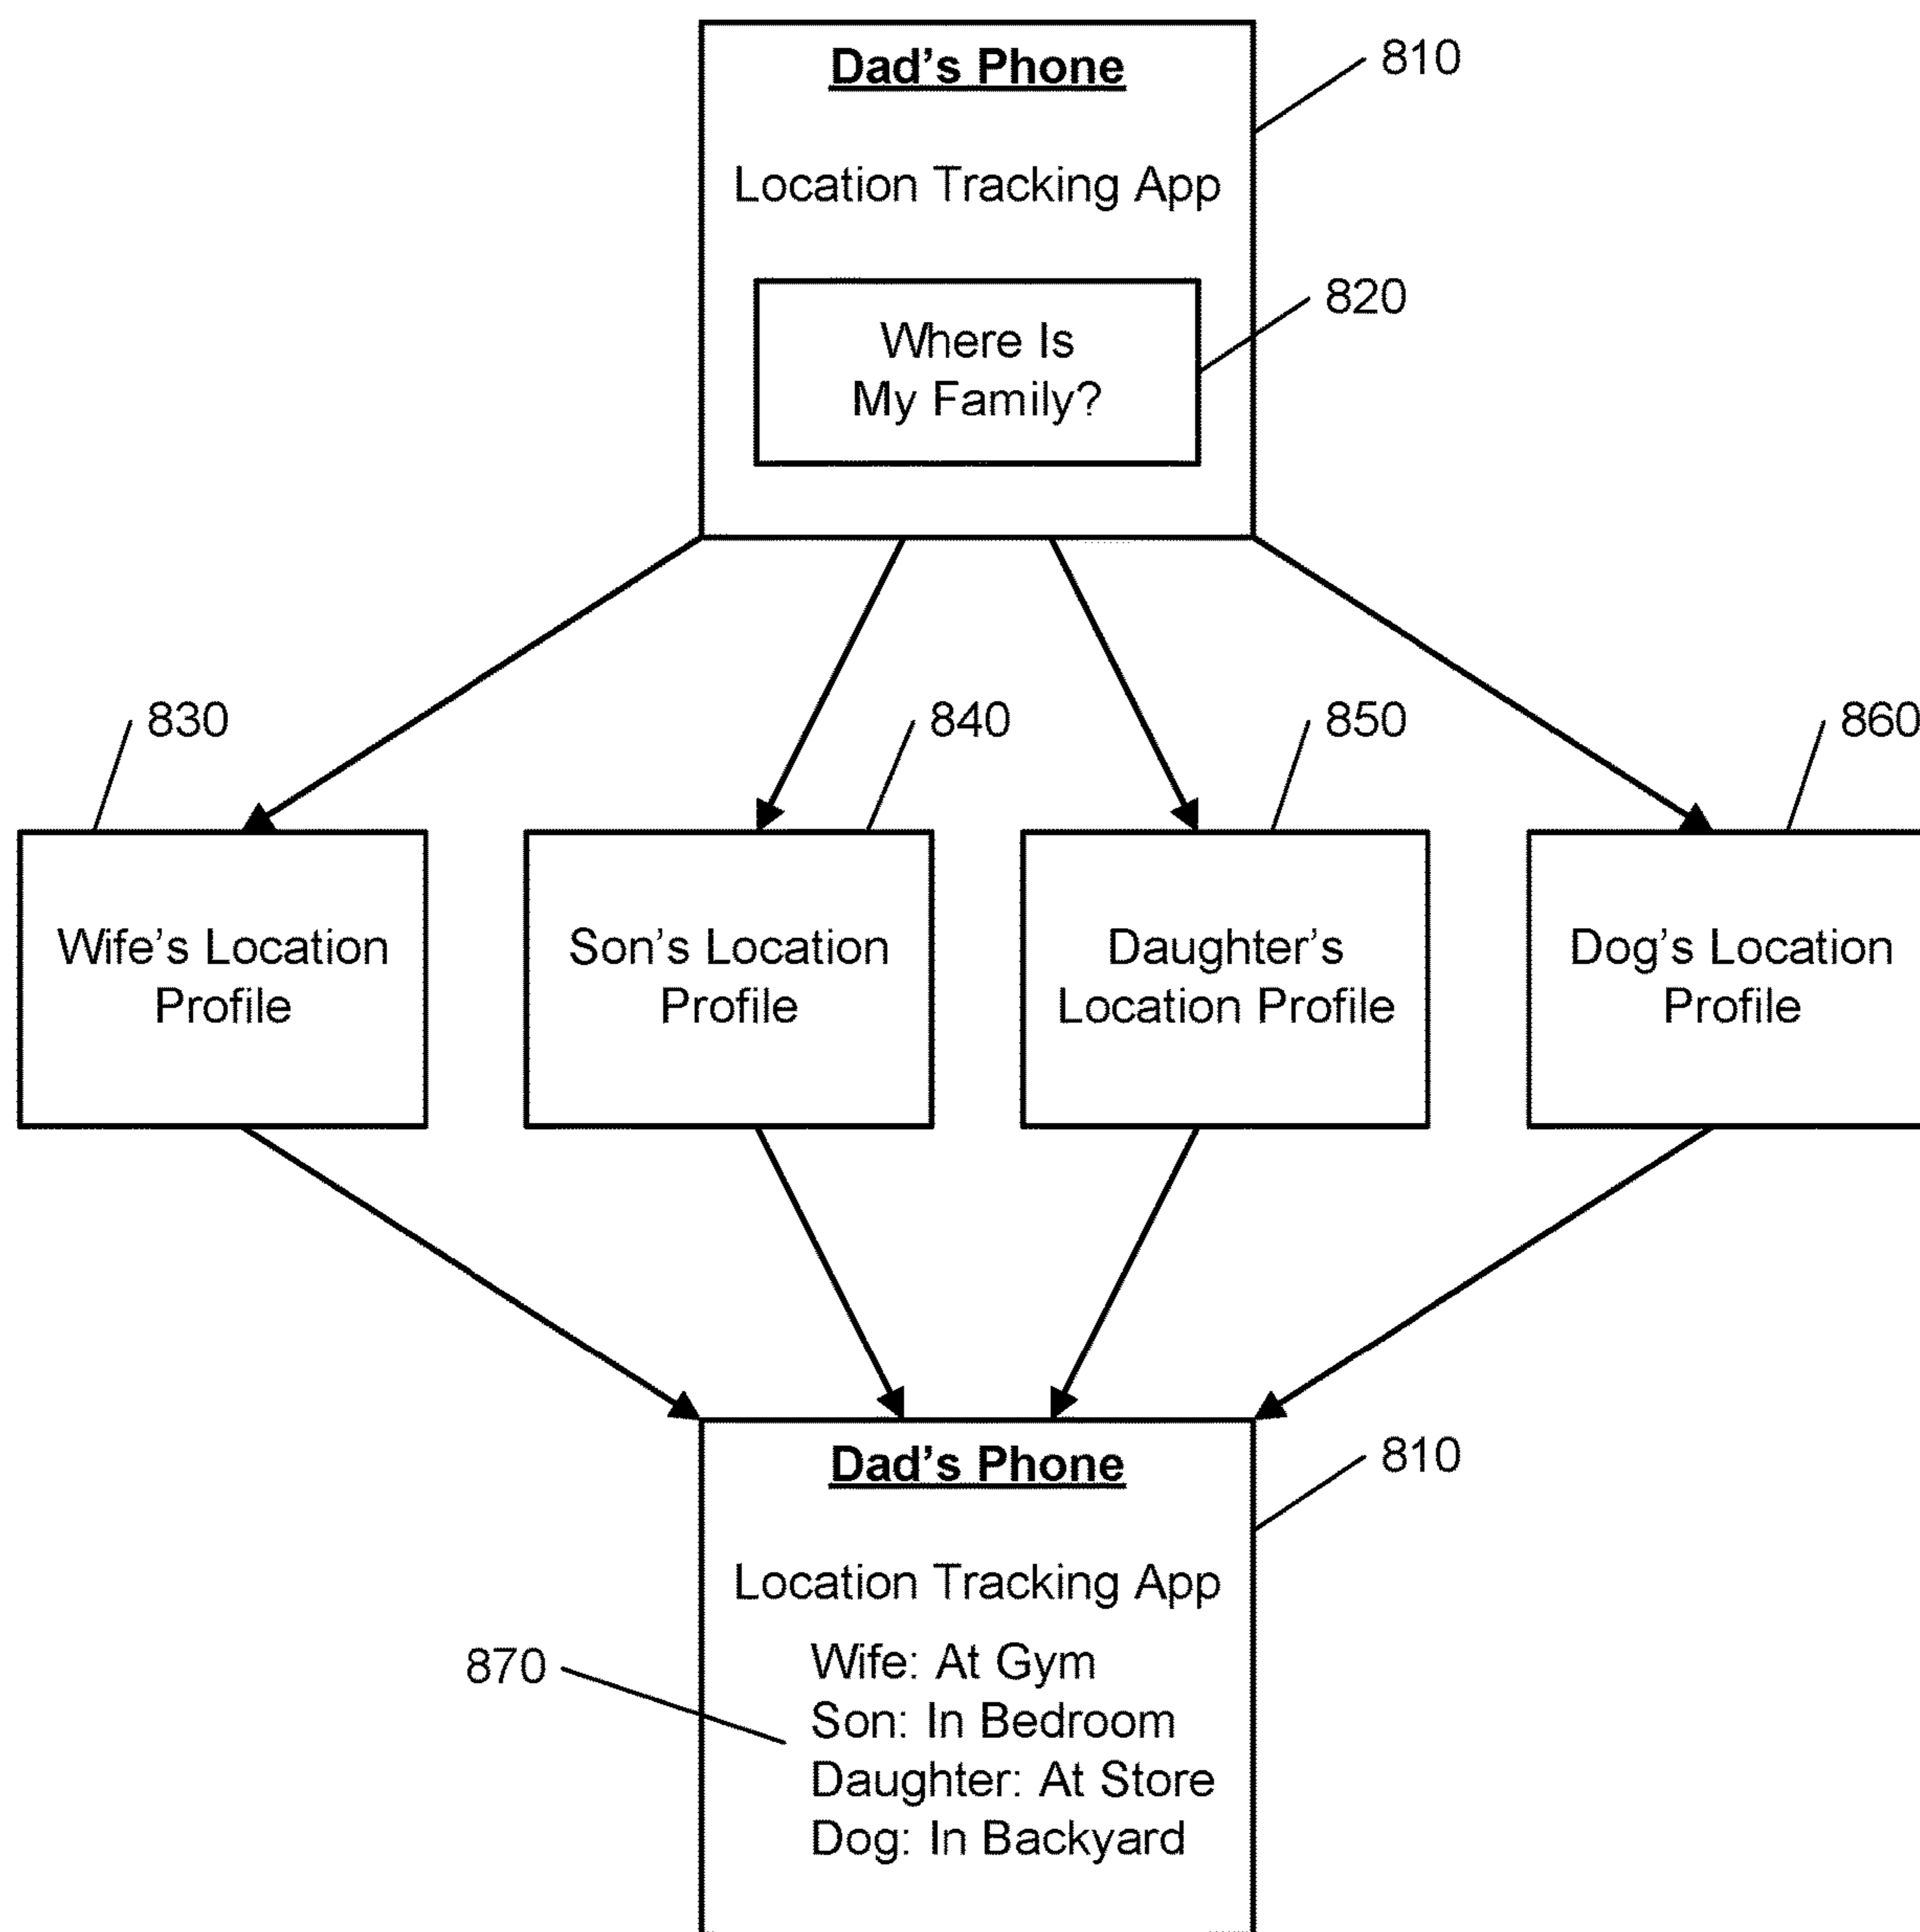 Dad's Phone
810
Location Tracking App
820
Where Is
My Family?
830
840
850
860
Wife's Location
Profile
Son's Location
Profile
Daughter's
Location Profile
Dog's Location
Profile
Dad's Phone
810
Location Tracking App
870
Wife: At Gym
Son: In Bedroom
Daughter: At Store
Dog: In Backyard